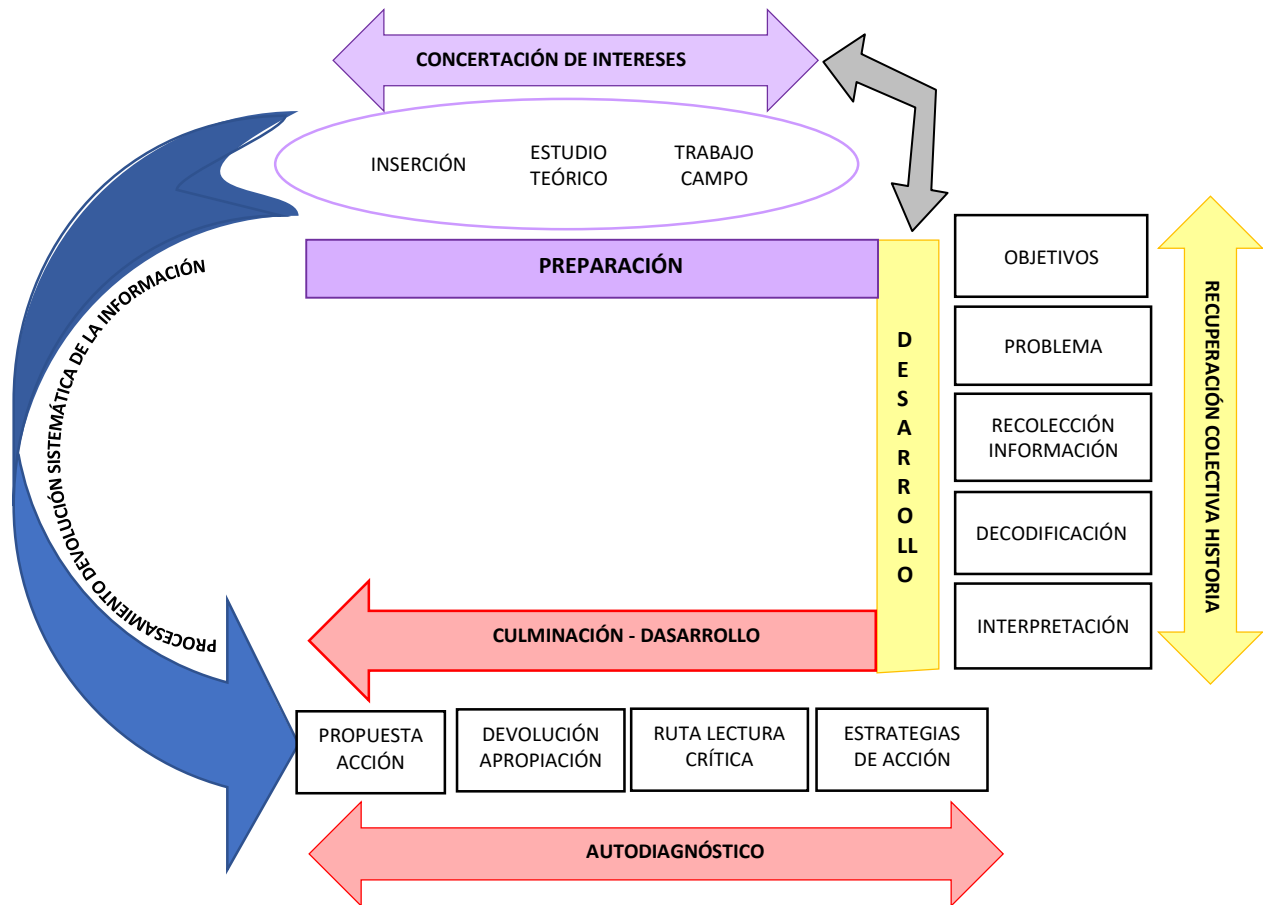 CONCERTACIÓN DE INTERESES
INSERCIÓN
ESTUDIO
TEÓRICO
TRABAJO
CAMPO
PREPARACIÓN
DESARROLLO
OBJETIVOS
PROBLEMA
RECOLECCIÓN
INFORMACIÓN
DECODIFICACIÓN
INTERPRETACIÓN
RECUPERACIÓN COLECTIVA HISTORIA
PROCESAMIENTO DEVOLUCIÓN SISTEMÁTICA DE LA INFORMACIÓN
CULMINACIÓN - DASARROLLO
PROPUESTA
ACCIÓN
DEVOLUCIÓN
APROPIACIÓN
RUTA LECTURA
CRÍTICA
ESTRATEGIAS
DE ACCIÓN
AUTODIAGNÓSTICO